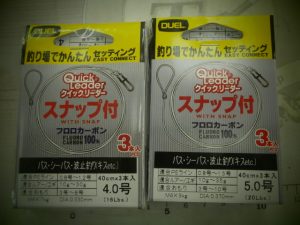 DUEL
釣り場でかんたん セッティング
EASY CONNECT
Quick
Leader
クイックリーダー
スナップ付
WITH SNAP
フロロカーボン
FLUORO
CARBON 100%
3本入
バス・シーバス・波止釣り(キスetc.)
40cm×3本入
4.0号
(16Lbs.)
DUEL
釣り場でかんたん セッティング
EASY CONNECT
Quick
Leader
クイックリーダー
スナップ付
WITH SNAP
フロロカーボン
FLUORO
CARBON 100%
3本入
バス・シーバス・波止釣り(キスetc.)
40cm×3本入
5.0号
(20Lbs.)